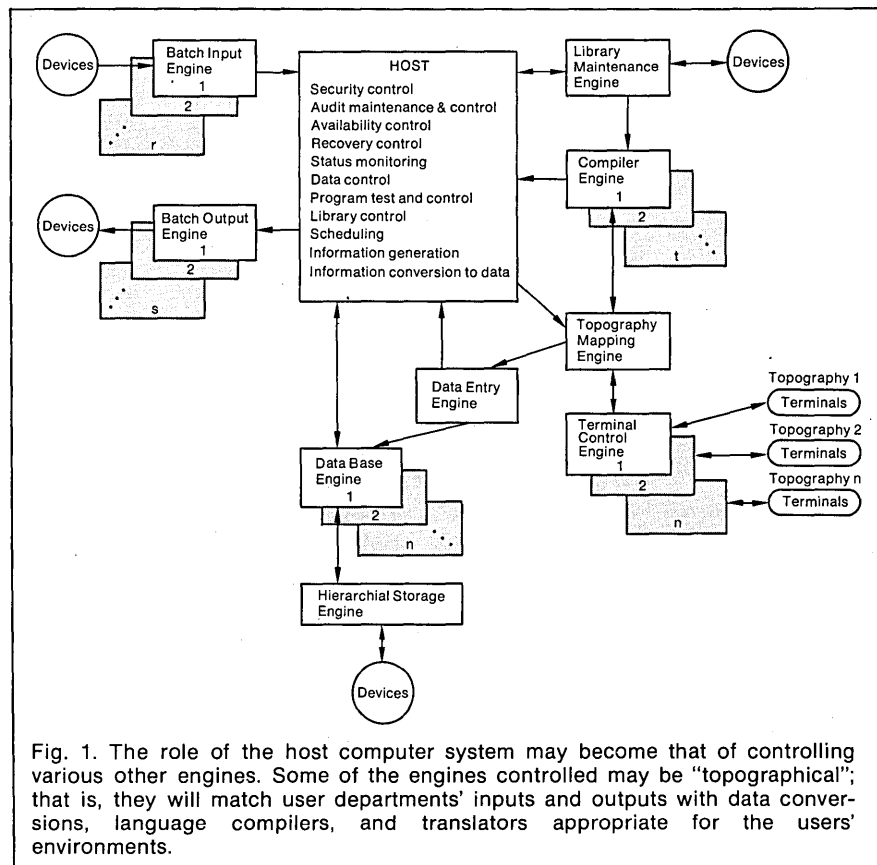 Devices
Batch Input
Engine
1
2
r
HOST
Security control
Audit maintenance & control
Availability control
Recovery control
Status monitoring
Data control
Program test and control
Library control
Scheduling
Information generation
Information conversion to data
Library
Maintenance
Engine
Devices
Compiler
Engine
1
2
t
Devices
Batch Output
Engine
1
2
s
Topography
Mapping
Engine
Data Entry
Engine
Terminal
Control
Engine
1
2
n
Topography 1
Terminals
Topography 2
Terminals
Topography n
Terminals
Data Base
Engine
1
2
n
Hierarchial Storage
Engine
Devices
Fig. 1. The role of the host computer system may become that of controlling
various other engines. Some of the engines controlled may be "topographical";
that is, they will match user departments' inputs and outputs with data conver-
sions, language compilers, and translators appropriate for the users'
environments.